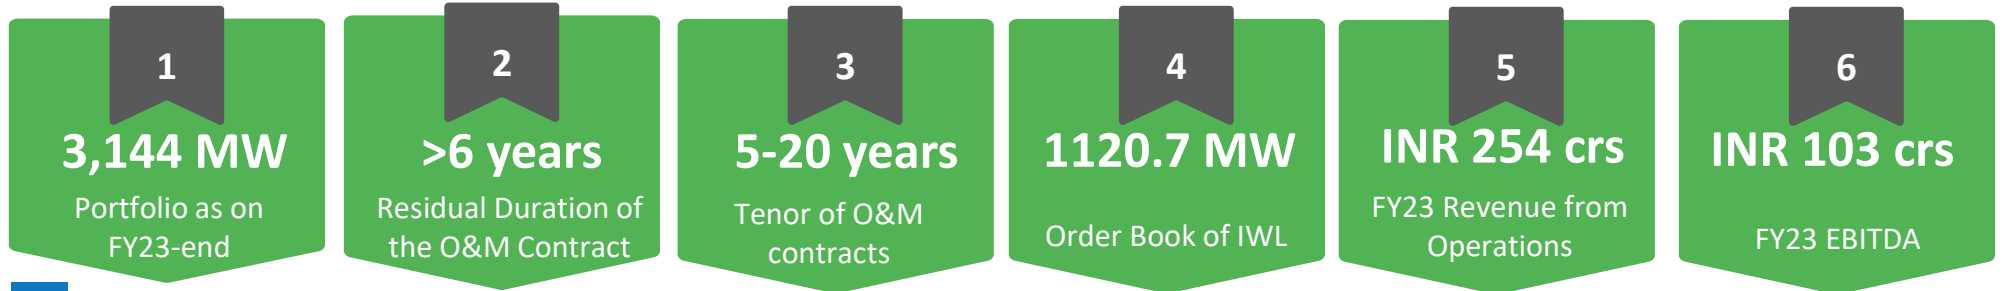 1
3,144 MW
Portfolio as on
FY23-end
2
>6 years
Residual Duration of
the O&M Contract
3
5-20 years
Tenor of O&M
contracts
4
1120.7 MW
Order Book of IWL
5
INR 254 crs
FY23 Revenue from
Operations
6
INR 103 crs
FY23 EBITDA